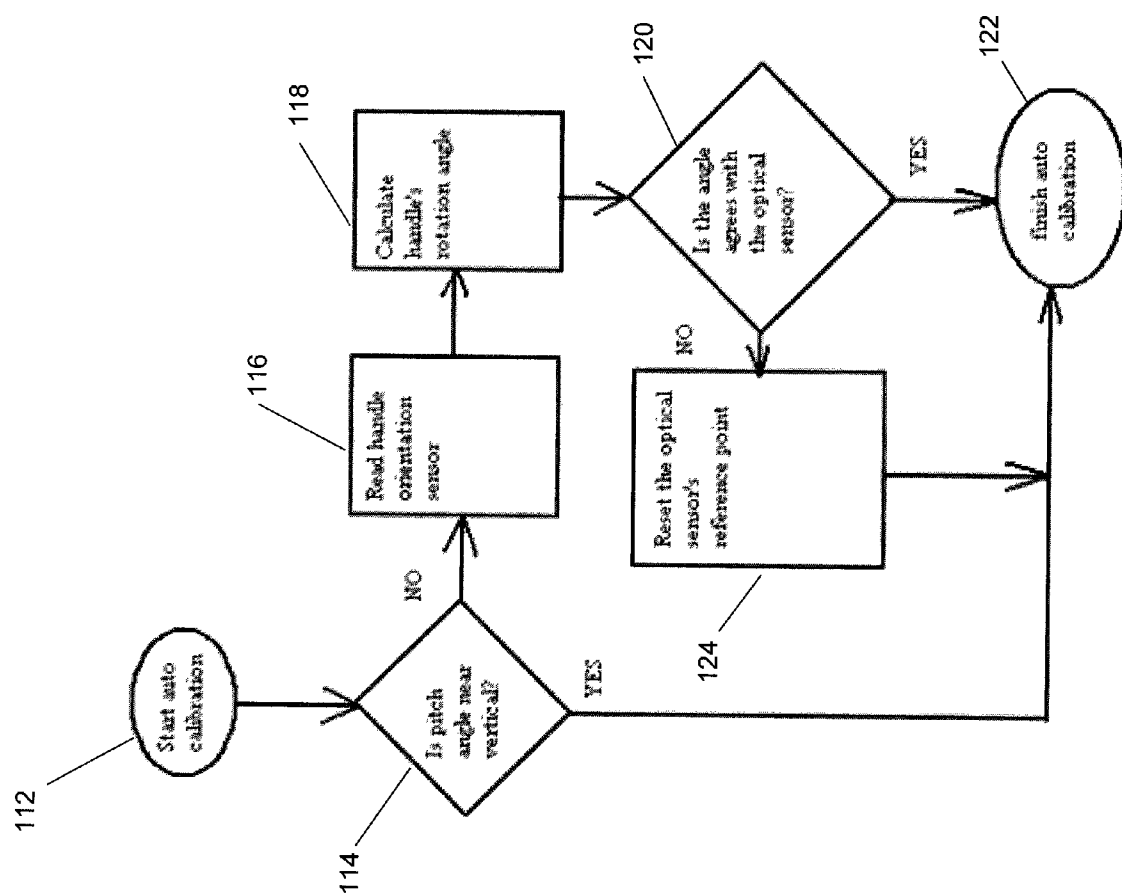 112
Start auto
calibration
114
Is pitch
angle near
vertical?
NO
YES
116
Read handle
orientation
sensor
118
Calculate
handle's
rotation angle
120
Is the angle
agrees with
the optical
sensor?
NO
YES
124
Reset the optical
sensor's
reference point
122
finish auto
calibration